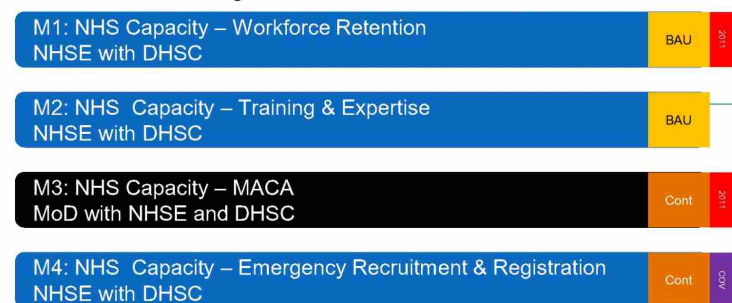 M1: NHS Capacity – Workforce Retention
NHSE with DHSC
BAU
2011
M2: NHS Capacity – Training & Expertise
NHSE with DHSC
BAU
M3: NHS Capacity – MACA
MoD with NHSE and DHSC
Cont
2011
M4: NHS Capacity – Emergency Recruitment & Registration
NHSE with DHSC
Cont
COV